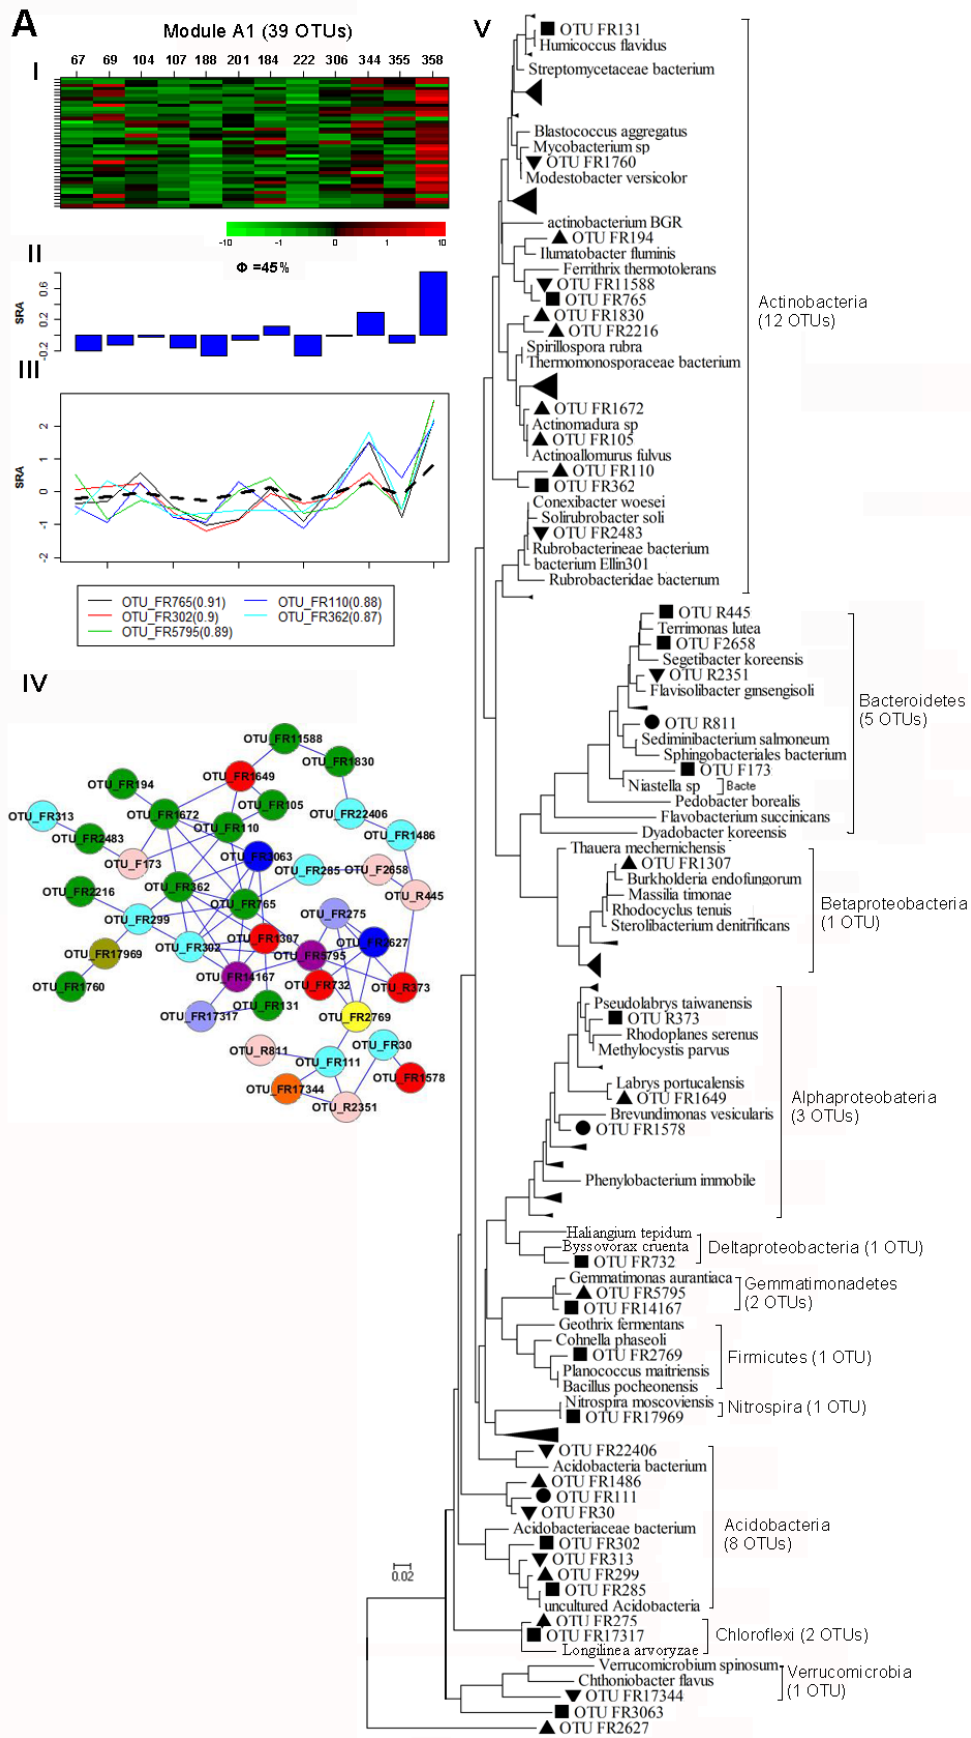 A
Module A1 (39 OTUs)
67 69 104 107 188 201 184 222 306 344 355 358
I
-10 -1 0 1 10
II
Φ =45%
SRA
0.6
0.2
-0.2
III
SRA
2
1
0
-1
-2
OTU_FR765(0.91)
OTU_FR302(0.9)
OTU_FR5795(0.89)
OTU_FR110(0.88)
OTU_FR362(0.87)
IV
OTU_FR11588
OTU_FR1830
OTU_FR1649
OTU_FR194
OTU_FR105
OTU_FR22406
OTU_FR313
OTU_FR1672
OTU_FR110
OTU_FR1486
OTU_FR2483
OTU_F173
OTU_FR3063
OTU_FR285
OTU_F2658
OTU_FR2216
OTU_FR362
OTU_R445
OTU_FR765
OTU_FR299
OTU_FR275
OTU_FR17969
OTU_FR302
OTU_FR1307
OTU_FR2627
OTU_FR5795
OTU_FR1760
OTU_FR14167
OTU_FR732
OTU_R373
OTU_FR17317
OTU_FR131
OTU_FR2769
OTU_R811
OTU_FR111
OTU_FR30
OTU_FR17344
OTU_FR1578
OTU_R2351
V
OTU FR131
Humicoccus flavidus
Streptomycetaceae bacterium
Blastococcus aggregatus
Mycobacterium sp
OTU FR1760
Modestobacter versicolor
actinobacterium BGR
OTU FR194
Ilumatobacter fluminis
Ferrithrix thermotolerans
OTU FR11588
OTU FR765
OTU FR1830
OTU FR2216
Spirillospora rubra
Thermomonosporaceae bacterium
OTU FR1672
Actinomadura sp
OTU FR105
Actinoallomurus fulvus
OTU FR110
OTU FR362
Conexibacter woesei
Solirubrobacter soli
OTU FR2483
Rubrobacterineae bacterium
bacterium Ellin301
Rubrobacteridae bacterium
Actinobacteria
(12 OTUs)
OTU R445
Terrimonas lutea
OTU F2658
Segetibacter koreensis
OTU R2351
Flavisolibacter ginsengisoli
OTU R811
Sediminibacterium salmoneum
Sphingobacteriales bacterium
OTU F173
Niastella sp
Bacte
Pedobacter borealis
Flavobacterium succinicans
Dyadobacter koreensis
Bacteroidetes
(5 OTUs)
Thauera mechernichensis
OTU FR1307
Burkholderia endofungorum
Massilia timonae
Rhodocyclus tenuis
Sterolibacterium denitrificans
Betaproteobacteria
(1 OTU)
Pseudolabrys taiwanensis
OTU R373
Rhodoplanes serenus
Methylocystis parvus
Labrys portucalensis
OTU FR1649
Brevundimonas vesicularis
OTU FR1578
Phenylobacterium immobile
Alphaproteobateria
(3 OTUs)
Haliangium tepidum
Byssovorax cruenta
OTU FR732
Deltaproteobacteria (1 OTU)
Gemmatimonas aurantiaca
OTU FR5795
OTU FR14167
Gemmatimonadetes
(2 OTUs)
Geothrix fermentans
Cohnella phaseoli
OTU FR2769
Planococcus maitriensis
Bacillus pocheonensis
Firmicutes (1 OTU)
Nitrospira moscoviensis
OTU FR17969
Nitrospira (1 OTU)
OTU FR22406
Acidobacteria bacterium
OTU FR1486
OTU FR111
OTU FR30
Acidobacteriaceae bacterium
OTU FR302
OTU FR313
OTU FR299
OTU FR285
uncultured Acidobacteria
Acidobacteria
(8 OTUs)
0.02
OTU FR275
OTU FR17317
Longilinea arvoryzae
Chloroflexi (2 OTUs)
Verrucomicrobium spinosum
Chthoniobacter flavus
OTU FR17344
Verrucomicrobia
(1 OTU)
OTU FR3063
OTU FR2627